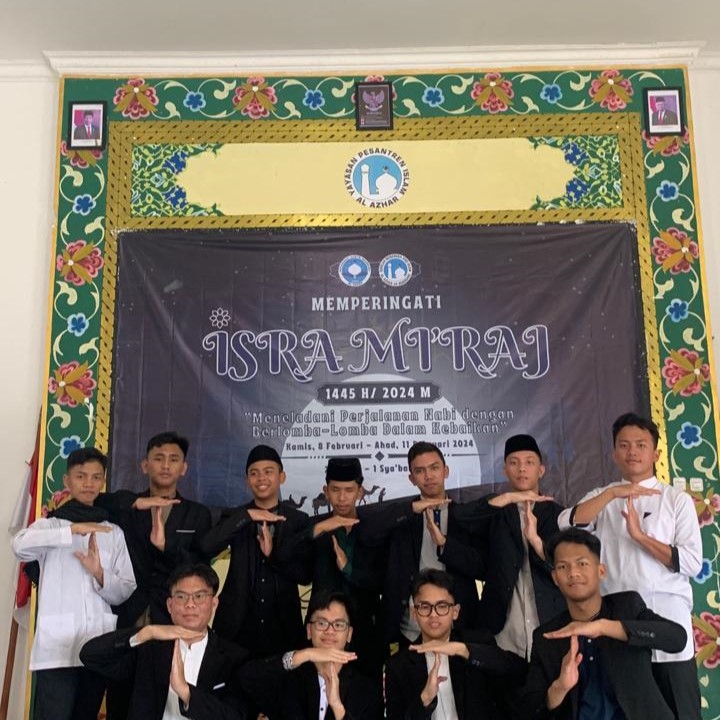 YAYASAN PESANTREN ISLAM
AL AZHAR
MEMPERINGATI
ISRA MI'RAJ
1445 H/ 2024 M
"Meneladani Perjalanan Nabi dengan
Berlomba-Lomba Dalam Kebaikan"
Kamis, 8 Februari - Ahad, 11 Februari 2024
- 1 Sya'ba